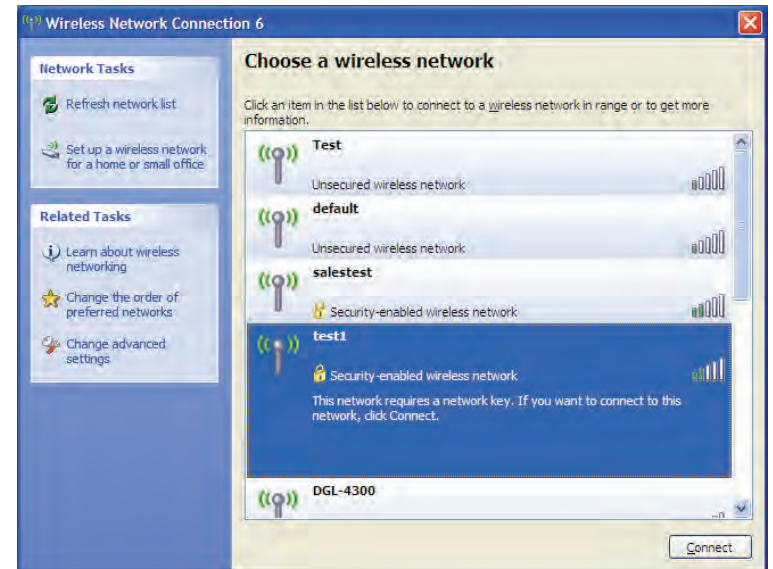 Wireless Network Connection 6
Network Tasks
Refresh network list
Set up a wireless network
for a home or small office
Related Tasks
Learn about wireless
networking
Change the order of
preferred networks
Change advanced
settings
Choose a wireless network
Click an item in the list below to connect to a wireless network in range or to get more
information.
Test
Unsecured wireless network
default
Unsecured wireless network
salestest
Security-enabled wireless network
test1
Security-enabled wireless network
This network requires a network key. If you want to connect to this
network, click Connect.
DGL-4300
Connect